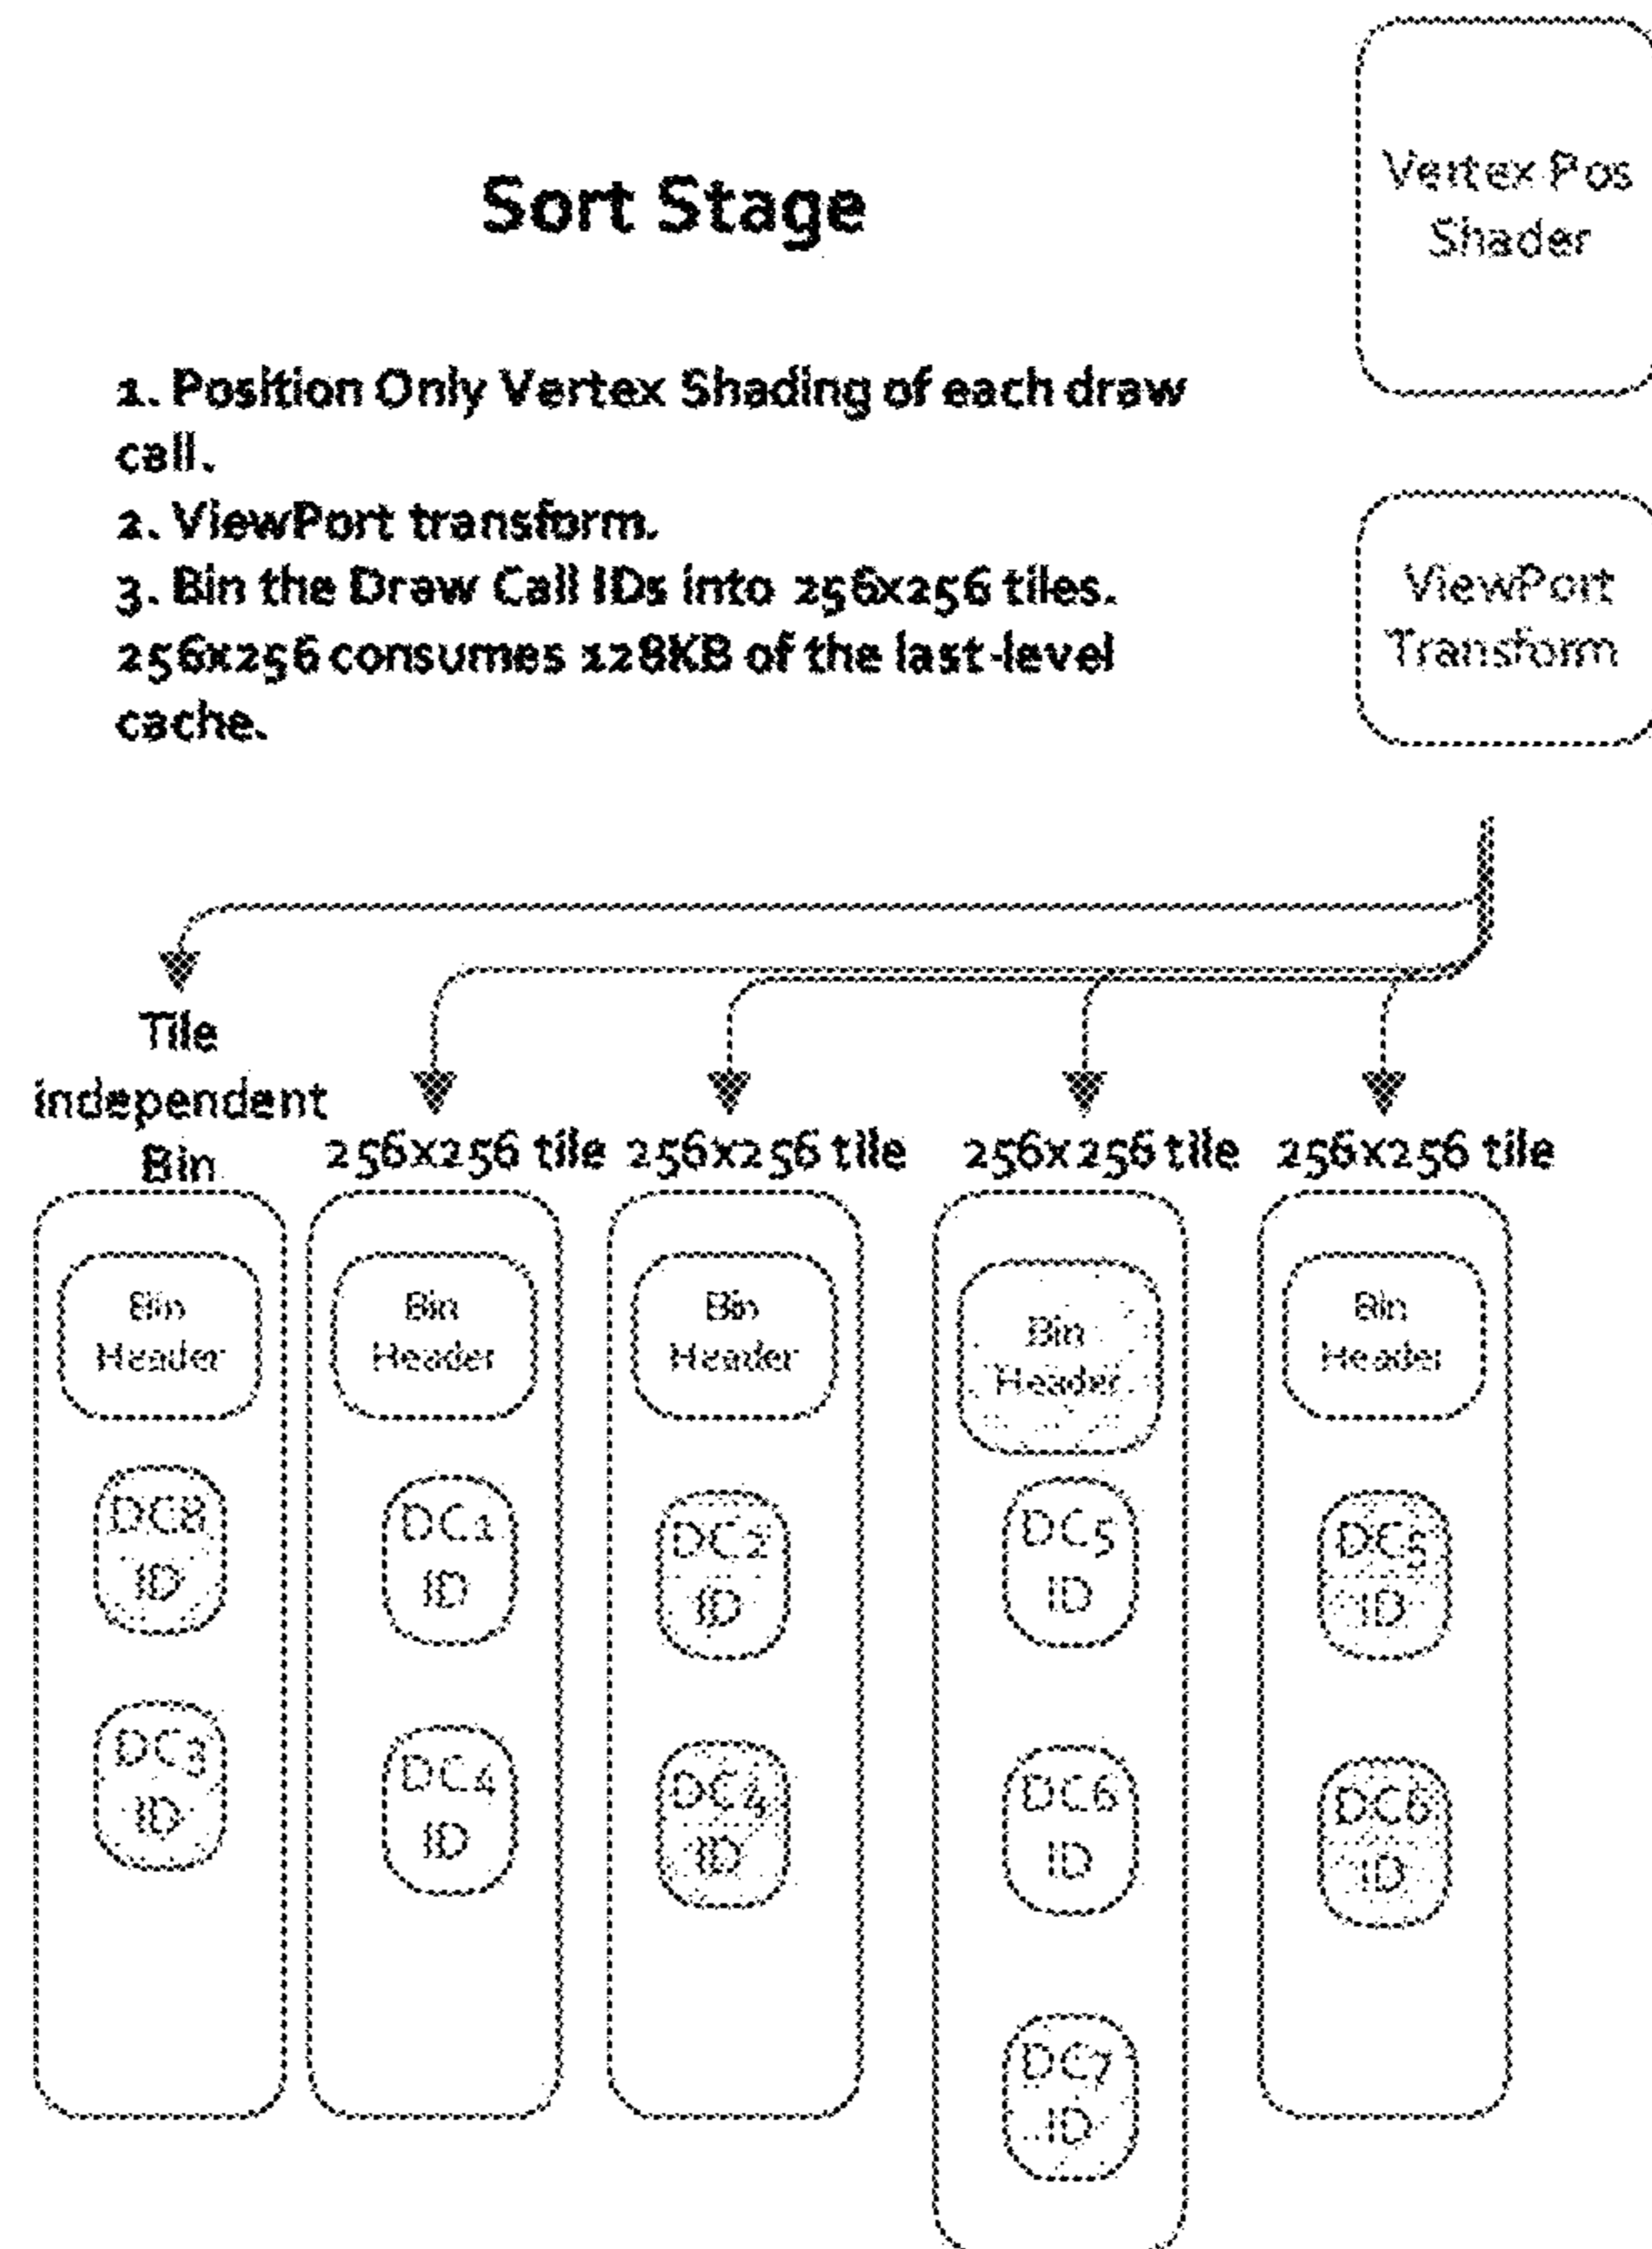 Sort Stage
Vertex Pos
Shader
1. Position Only Vertex Shading of each draw
call.
2. ViewPort transform.
3. Bin the Draw Call IDs into 256x256 tiles.
256x256 consumes 128KB of the last-level
cache.
ViewPort
Transform
Tile
independent
Bin
256x256 tile
256x256 tile
256x256 tile
256x256 tile
Bin
Header
DC8
ID
DC3
ID
Bin
Header
DC1
ID
DC4
ID
Bin
Header
DC2
ID
DC4
ID
Bin
Header
DC5
ID
DC6
ID
DC7
ID
Bin
Header
DC5
ID
DC6
ID